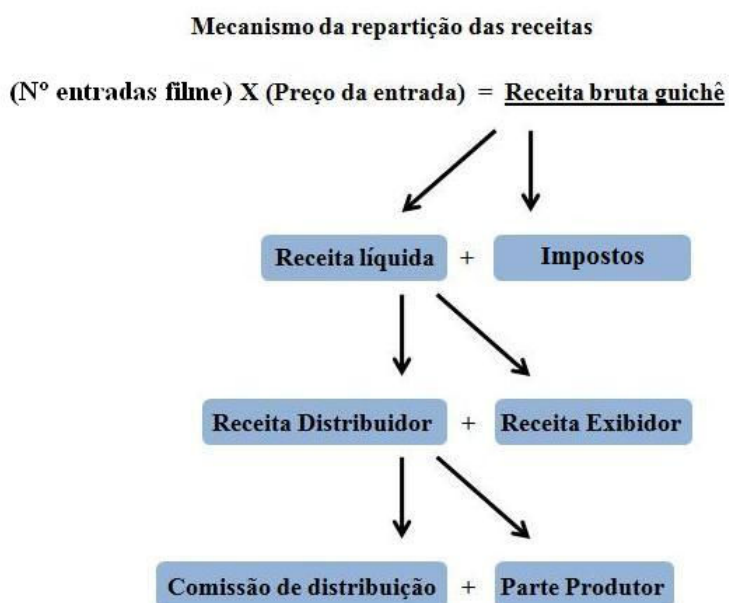 Mecanismo da repartição das receitas
(Nº entradas filme) X (Preço da entrada) = Receita bruta guichê
Receita líquida + Impostos
Receita Distribuidor + Receita Exibidor
Comissão de distribuição + Parte Produtor